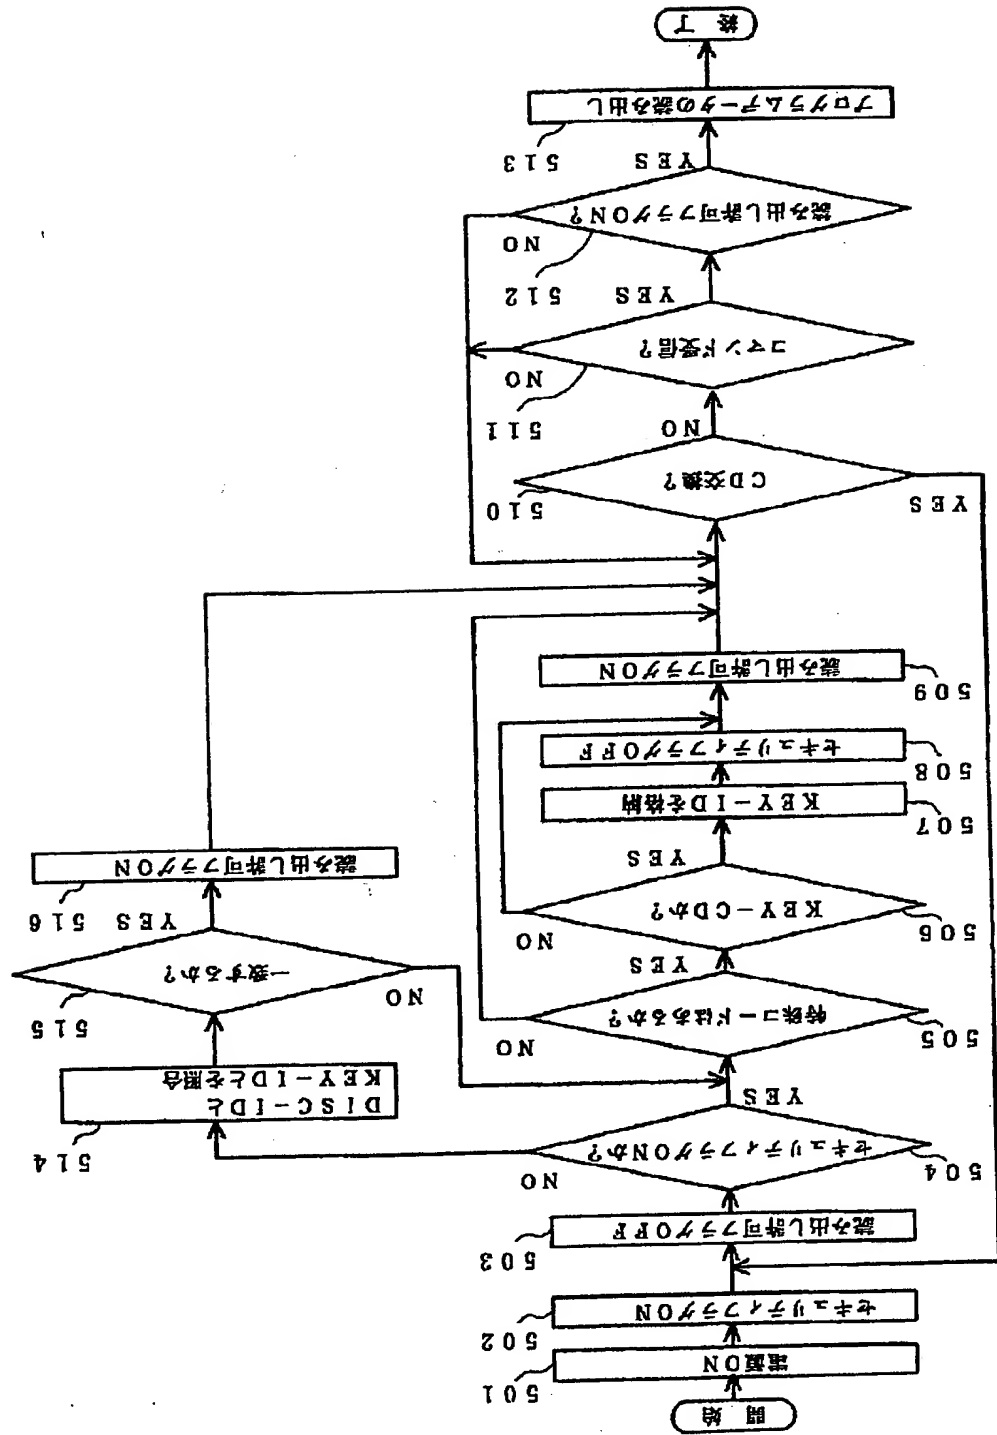 開始
電源ON
501
セキュリティフラグON
502
読み出し許可フラグOFF
503
セキュリティフラグONか?
504
NO
YES
DISC-IDと
KEY-IDとを照合
514
特殊コードはあるか?
505
NO
YES
一致するか?
515
NO
YES
KEY-CDか?
506
NO
YES
読み出し許可フラグON
516
KEY-IDを格納
507
セキュリティフラグOFF
508
読み出し許可フラグON
509
CD交換?
510
YES
NO
コマンド受信?
511
NO
YES
読み出し許可フラグON?
512
NO
YES
プログラムデータの読み出し
513
終了